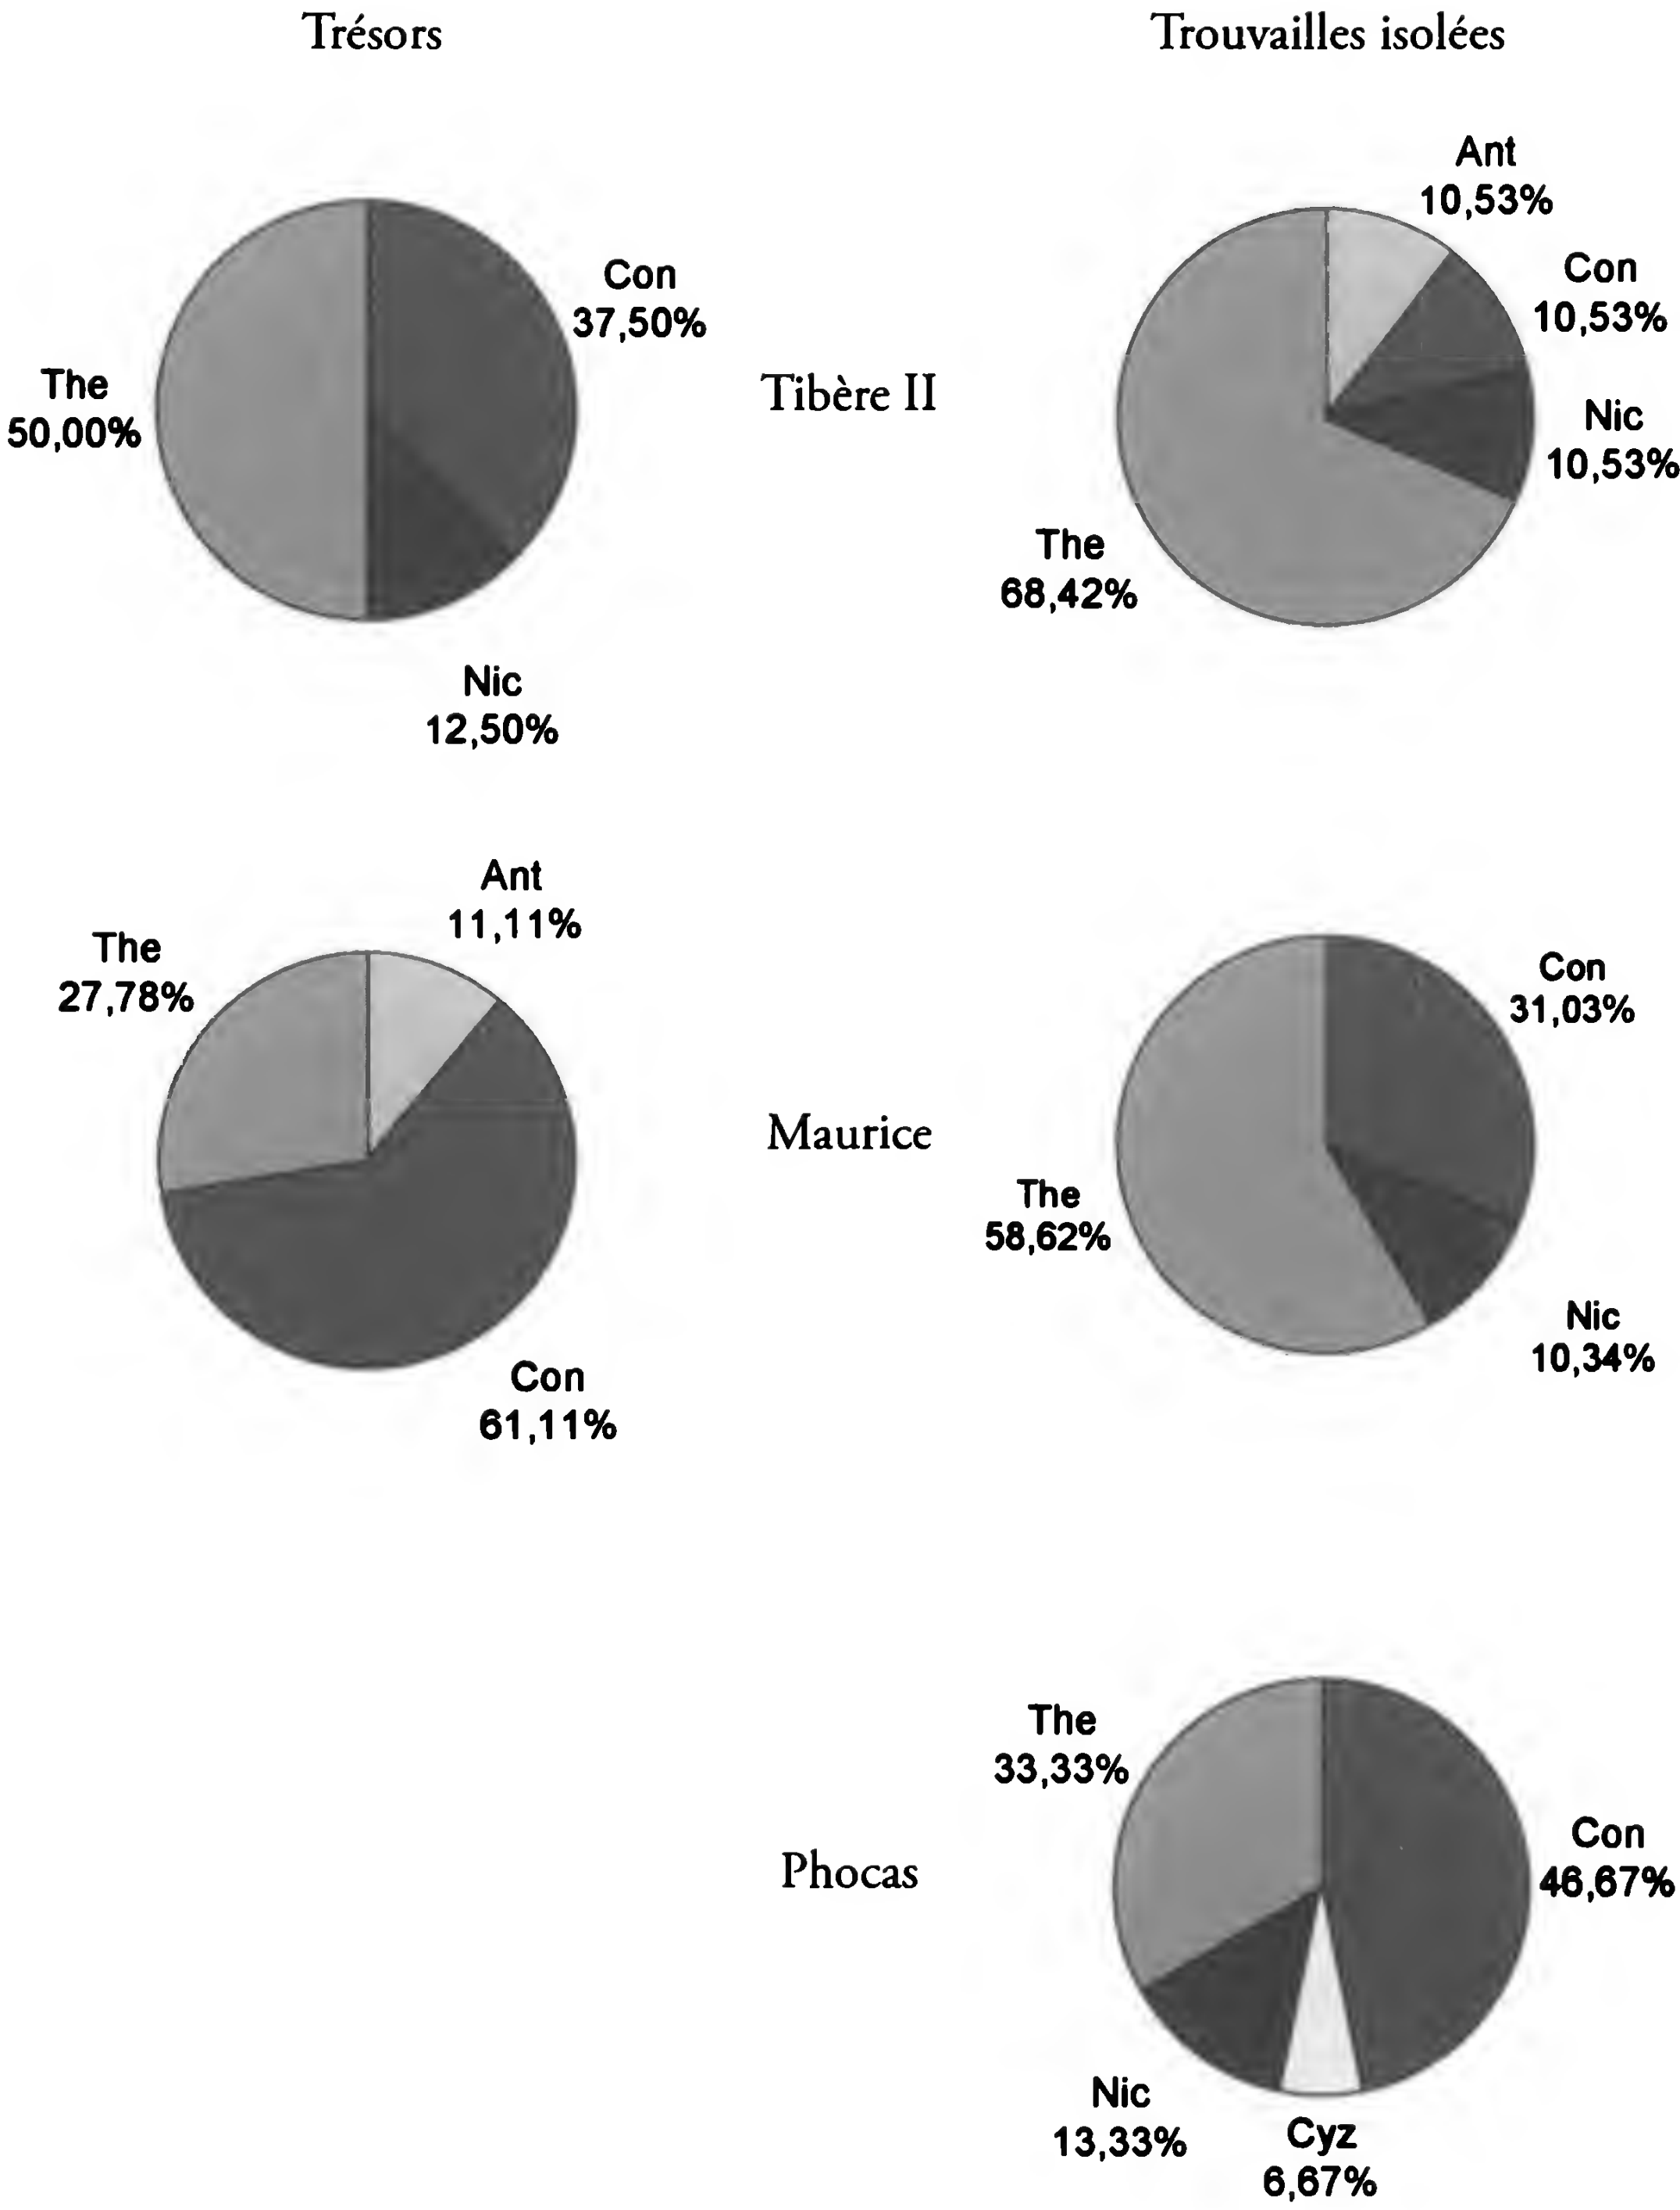 Trésors
Trouvailles isolées
Con
37,50%
The
50,00%
Nic
12,50%
Tibère II
Ant
10,53%
Con
10,53%
Nic
10,53%
The
68,42%
Ant
11,11%
The
27,78%
Con
61,11%
Maurice
Con
31,03%
The
58,62%
Nic
10,34%
Phocas
The
33,33%
Con
46,67%
Nic
13,33%
Cyz
6,67%